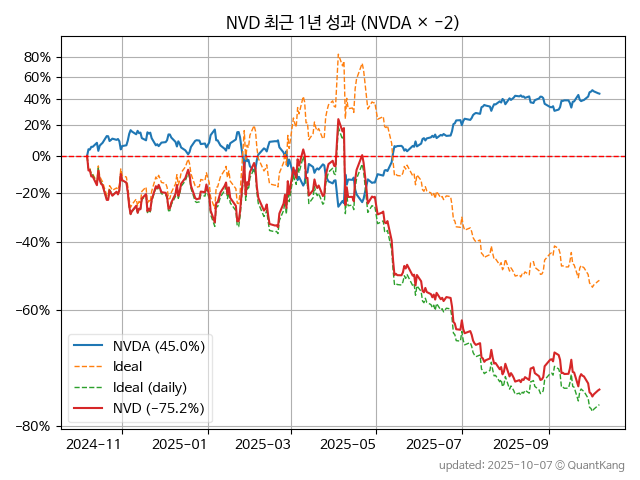 NVD 최근 1년 성과 (NVDA × −2)
80%
60%
40%
20%
0%
−20%
−40%
−60%
−80%
NVDA (45.0%)
Ideal
Ideal (daily)
NVD (−75.2%)
2024-11
2025-01
2025-03
2025-05
2025-07
2025-09
updated: 2025-10-07 © QuantKang